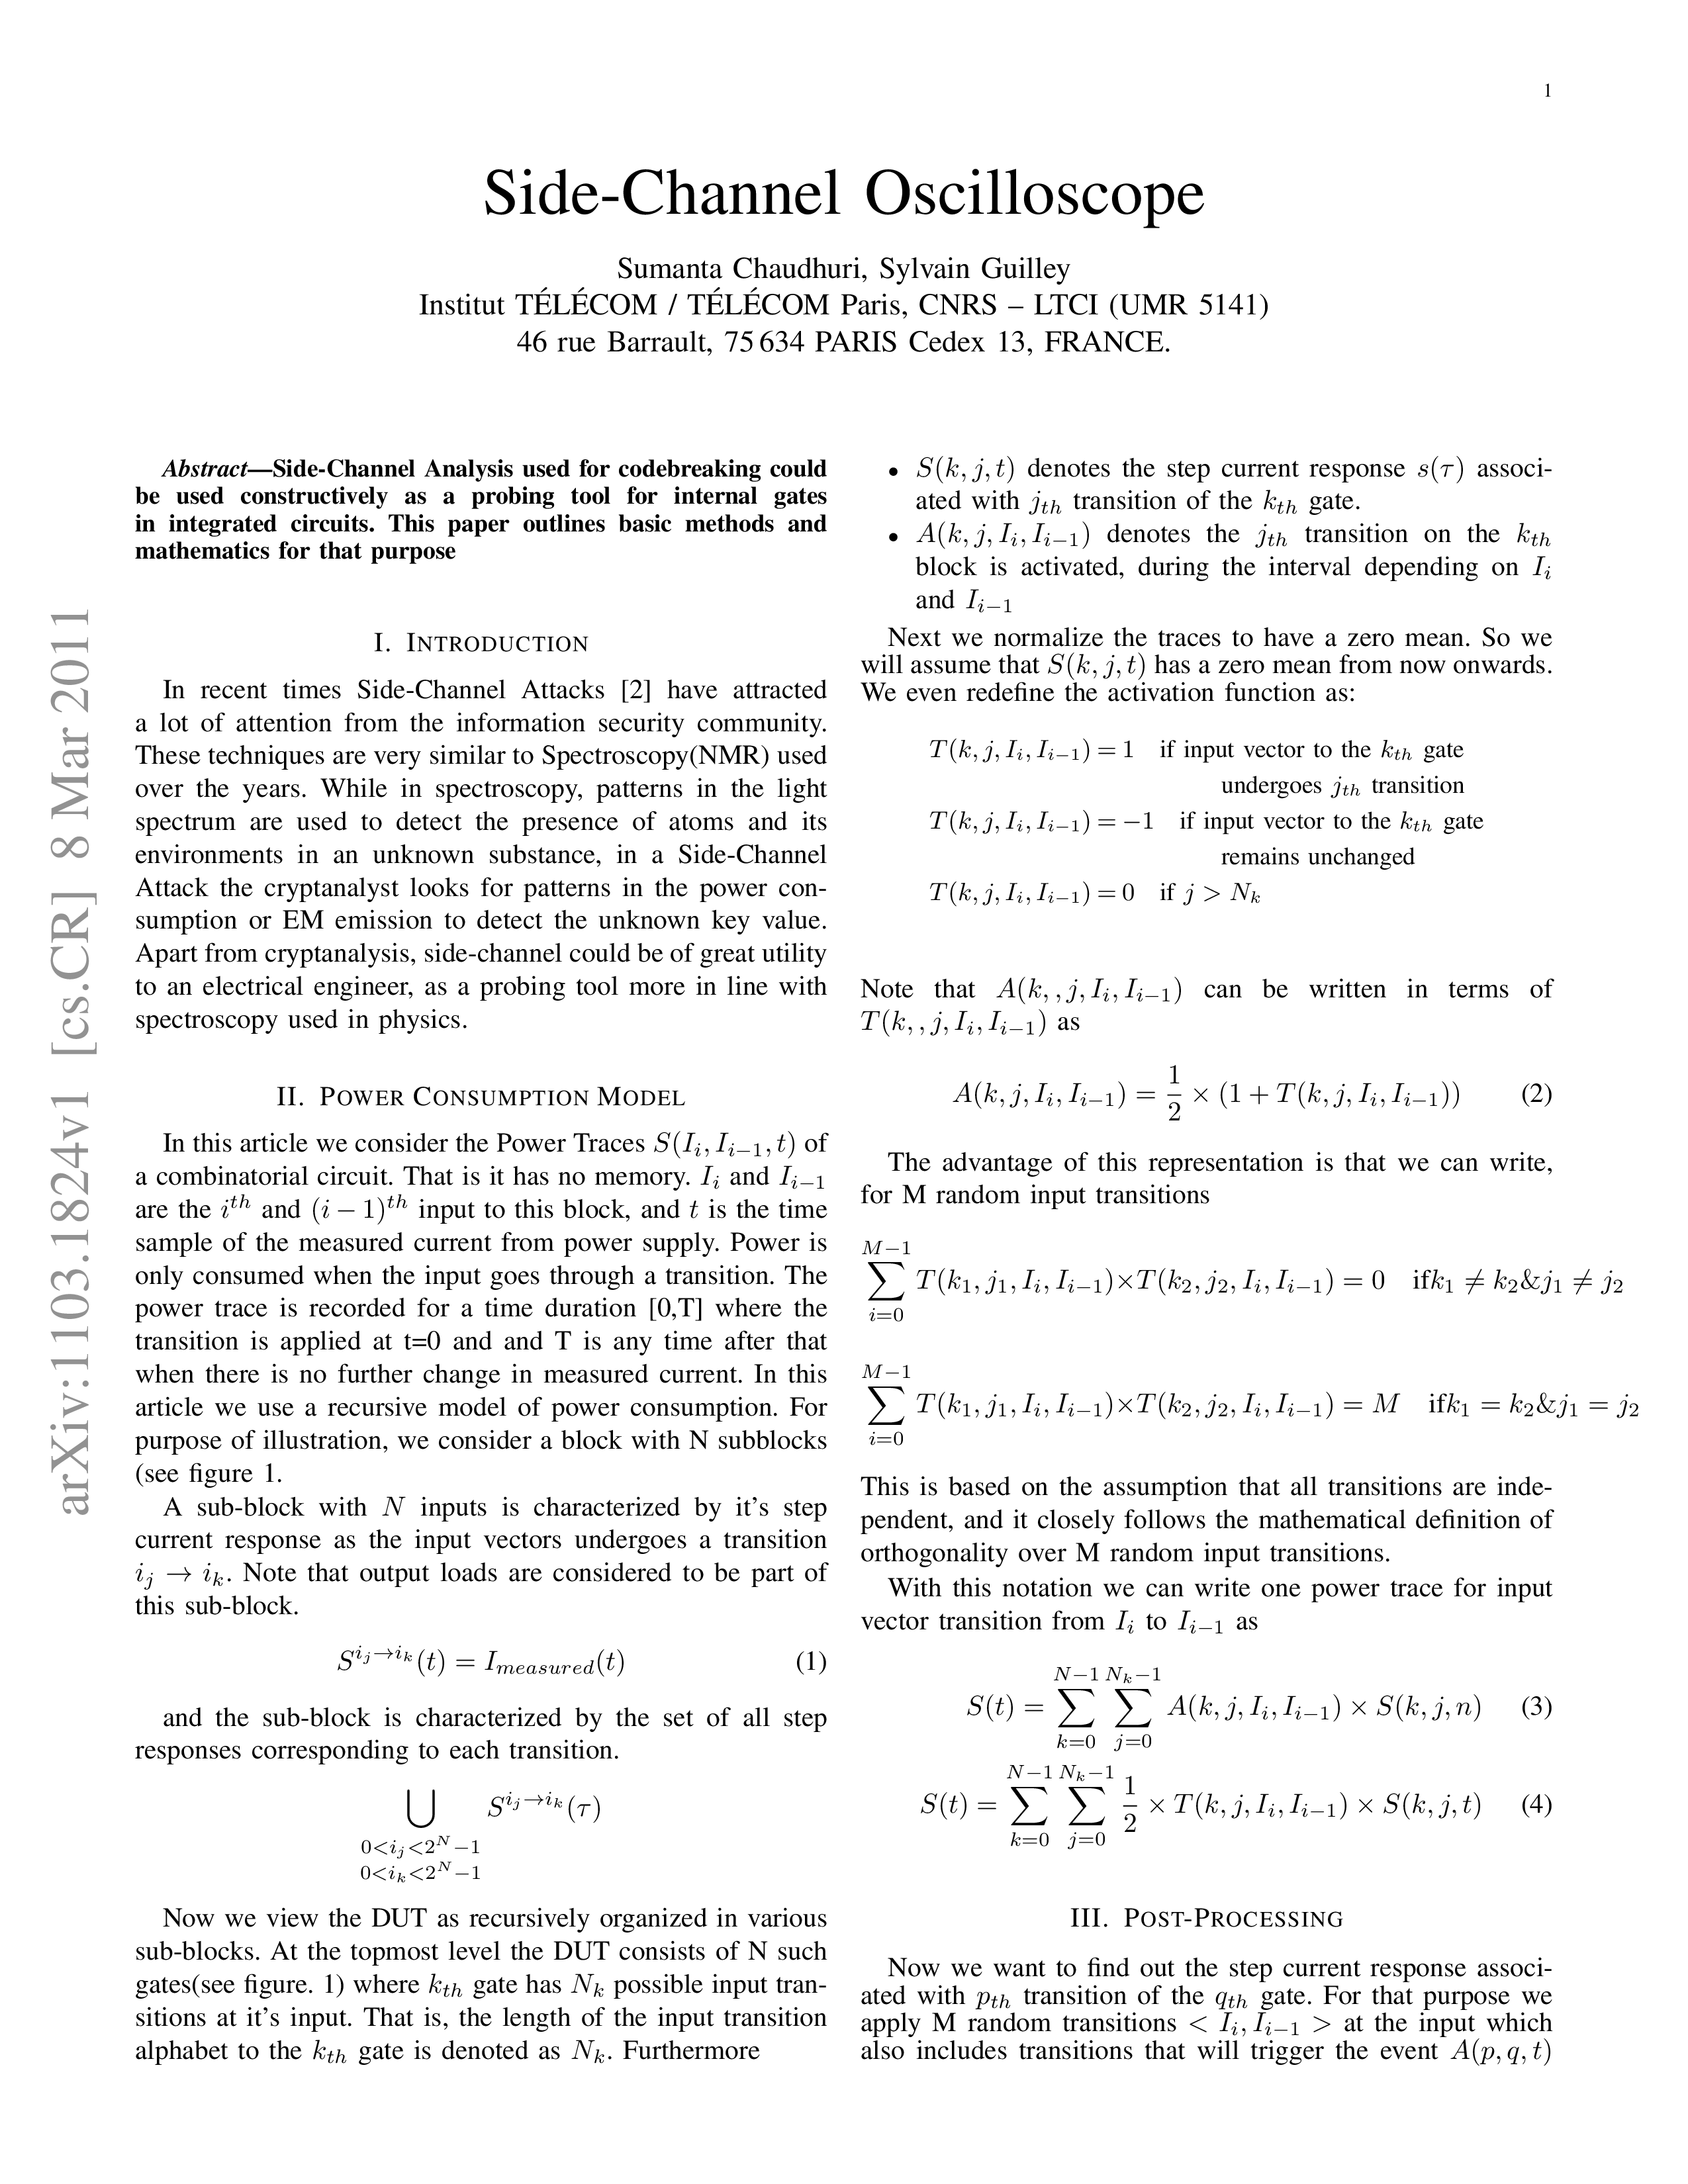 1
Side-Channel Oscilloscope
Sumanta Chaudhuri, Sylvain Guilley
Institut TÉLÉCOM / TÉLÉCOM Paris, CNRS – LTCI (UMR 5141)
46 rue Barrault, 75 634 PARIS Cedex 13, FRANCE.
arXiv:1103.1824v1 [cs.CR] 8 Mar 2011
Abstract—Side-Channel Analysis used for codebreaking could
be used constructively as a probing tool for internal gates
in integrated circuits. This paper outlines basic methods and
mathematics for that purpose
I. INTRODUCTION
In recent times Side-Channel Attacks [2] have attracted
a lot of attention from the information security community.
These techniques are very similar to Spectroscopy(NMR) used
over the years. While in spectroscopy, patterns in the light
spectrum are used to detect the presence of atoms and its
environments in an unknown substance, in a Side-Channel
Attack the cryptanalyst looks for patterns in the power con-
sumption or EM emission to detect the unknown key value.
Apart from cryptanalysis, side-channel could be of great utility
to an electrical engineer, as a probing tool more in line with
spectroscopy used in physics.
II. POWER CONSUMPTION MODEL
In this article we consider the Power Traces $S(I_i, I_{i-1}, t)$ of
a combinatorial circuit. That is it has no memory. $I_i$ and $I_{i-1}$
are the $i^{th}$ and $(i-1)^{th}$ input to this block, and $t$ is the time
sample of the measured current from power supply. Power is
only consumed when the input goes through a transition. The
power trace is recorded for a time duration [0,T] where the
transition is applied at t=0 and and T is any time after that
when there is no further change in measured current. In this
article we use a recursive model of power consumption. For
purpose of illustration, we consider a block with N subblocks
(see figure 1.
A sub-block with $N$ inputs is characterized by it's step
current response as the input vectors undergoes a transition
$i_j \to i_k$. Note that output loads are considered to be part of
this sub-block.
$S^{i_j \to i_k}(t) = I_{measured}(t)$ (1)
and the sub-block is characterized by the set of all step
responses corresponding to each transition.
$\bigcup_{\substack{0<i_j<2^N-1 \\ 0<i_k<2^N-1}} S^{i_j \to i_k}(\tau)$
Now we view the DUT as recursively organized in various
sub-blocks. At the topmost level the DUT consists of N such
gates(see figure. 1) where $k_{th}$ gate has $N_k$ possible input tran-
sitions at it's input. That is, the length of the input transition
alphabet to the $k_{th}$ gate is denoted as $N_k$. Furthermore
• $S(k, j, t)$ denotes the step current response $s(\tau)$ associ-
ated with $j_{th}$ transition of the $k_{th}$ gate.
• $A(k, j, I_i, I_{i-1})$ denotes the $j_{th}$ transition on the $k_{th}$
block is activated, during the interval depending on $I_i$
and $I_{i-1}$
Next we normalize the traces to have a zero mean. So we
will assume that $S(k, j, t)$ has a zero mean from now onwards.
We even redefine the activation function as:
$T(k, j, I_i, I_{i-1}) = 1$ if input vector to the $k_{th}$ gate
undergoes $j_{th}$ transition
$T(k, j, I_i, I_{i-1}) = -1$ if input vector to the $k_{th}$ gate
remains unchanged
$T(k, j, I_i, I_{i-1}) = 0$ if $j > N_k$
Note that $A(k, , j, I_i, I_{i-1})$ can be written in terms of
$T(k, , j, I_i, I_{i-1})$ as
$A(k, j, I_i, I_{i-1}) = \frac{1}{2} \times (1 + T(k, j, I_i, I_{i-1}))$ (2)
The advantage of this representation is that we can write,
for M random input transitions
$\sum_{i=0}^{M-1} T(k_1, j_1, I_i, I_{i-1}) \times T(k_2, j_2, I_i, I_{i-1}) = 0$ if$k_1 \neq k_2 \& j_1 \neq j_2$
$\sum_{i=0}^{M-1} T(k_1, j_1, I_i, I_{i-1}) \times T(k_2, j_2, I_i, I_{i-1}) = M$ if$k_1 = k_2 \& j_1 = j_2$
This is based on the assumption that all transitions are inde-
pendent, and it closely follows the mathematical definition of
orthogonality over M random input transitions.
With this notation we can write one power trace for input
vector transition from $I_i$ to $I_{i-1}$ as
$S(t) = \sum_{k=0}^{N-1} \sum_{j=0}^{N_k-1} A(k, j, I_i, I_{i-1}) \times S(k, j, n)$ (3)
$S(t) = \sum_{k=0}^{N-1} \sum_{j=0}^{N_k-1} \frac{1}{2} \times T(k, j, I_i, I_{i-1}) \times S(k, j, t)$ (4)
III. POST-PROCESSING
Now we want to find out the step current response associ-
ated with $p_{th}$ transition of the $q_{th}$ gate. For that purpose we
apply M random transitions $< I_i, I_{i-1} >$ at the input which
also includes transitions that will trigger the event $A(p, q, t)$